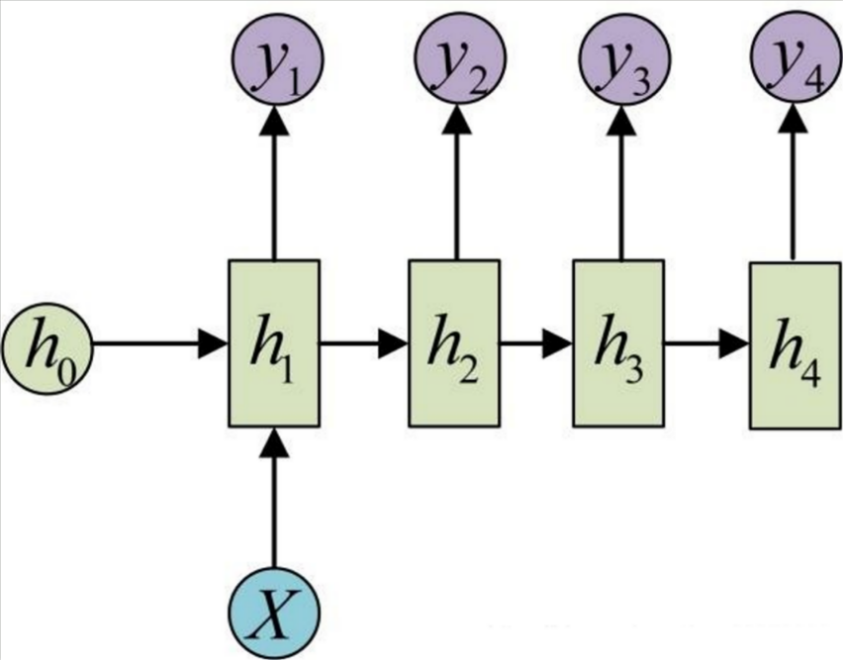 y₁ y₂ y₃ y₄
h₀ h₁ h₂ h₃ h₄
X